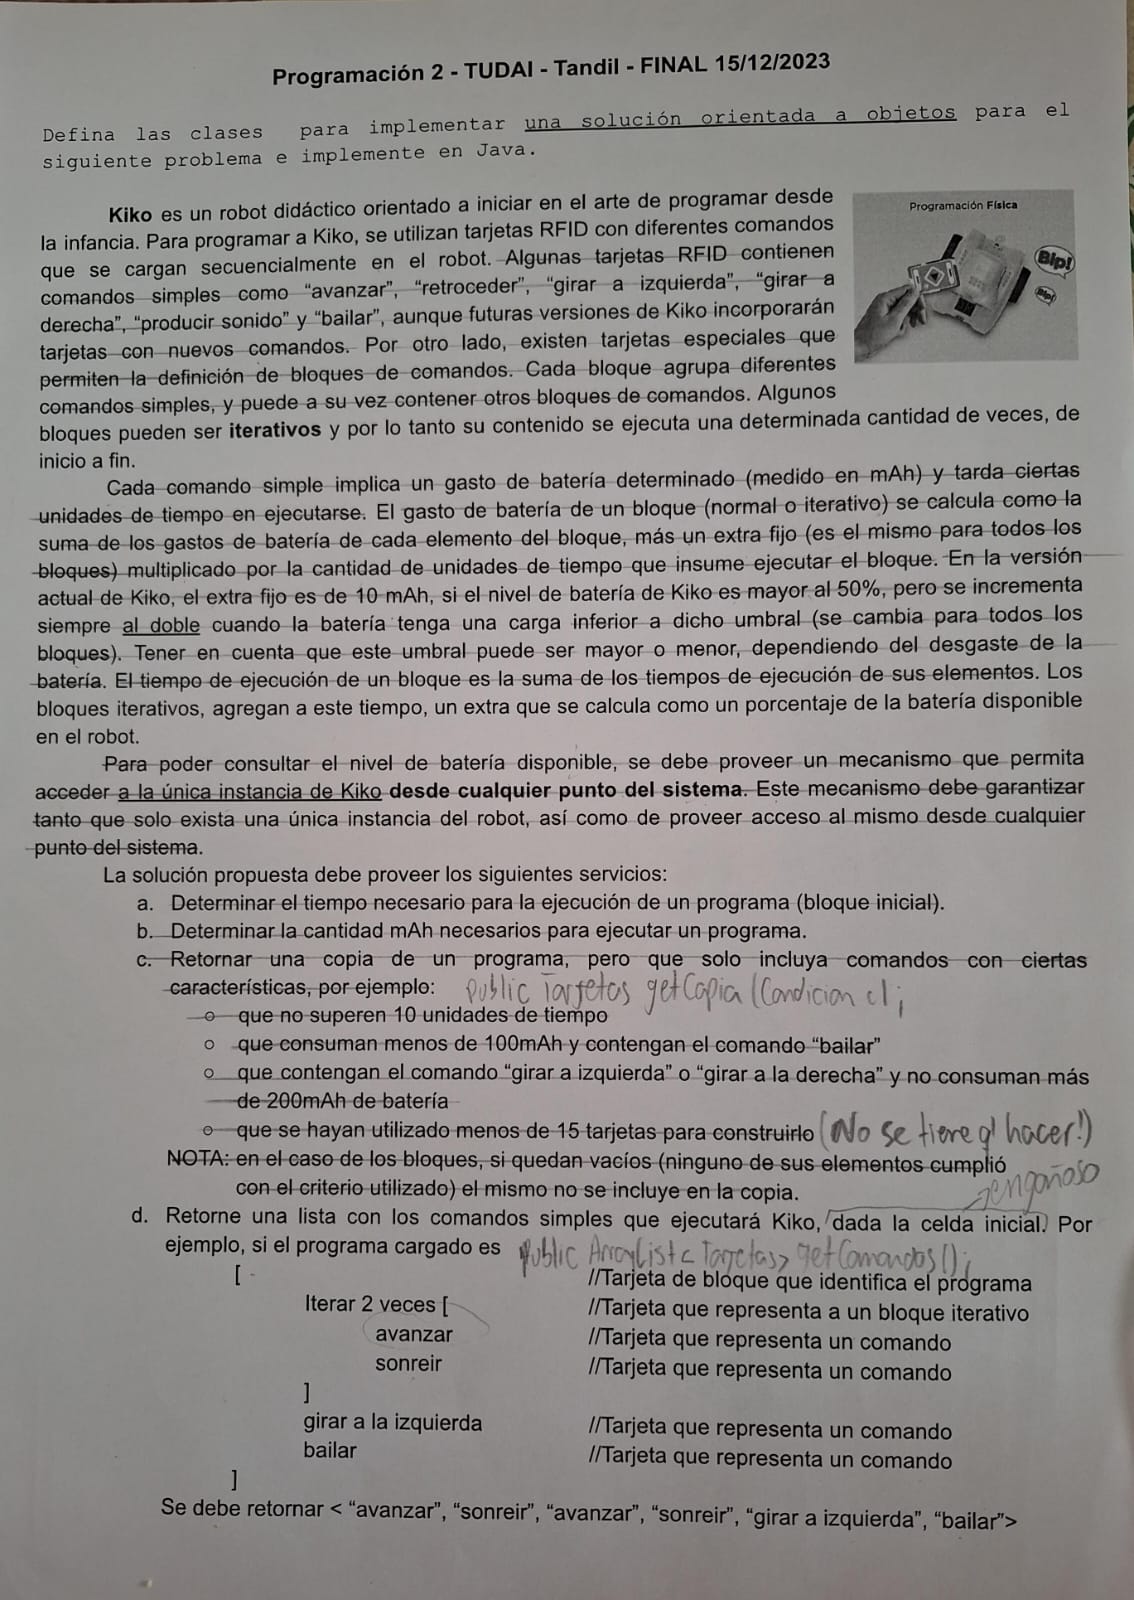 Programación 2 - TUDAI - Tandil - FINAL 15/12/2023
Defina las clases para implementar una solución orientada a objetos para el
siguiente problema e implemente en Java.
Kiko es un robot didáctico orientado a iniciar en el arte de programar desde
la infancia. Para programar a Kiko, se utilizan tarjetas RFID con diferentes comandos
que se cargan secuencialmente en el robot. Algunas tarjetas RFID contienen
comandos simples como “avanzar”, “retroceder”, “girar a izquierda”, “girar a
derecha”, “producir sonido” y “bailar”, aunque futuras versiones de Kiko incorporarán
tarjetas con nuevos comandos. Por otro lado, existen tarjetas especiales que
permiten la definición de bloques de comandos. Cada bloque agrupa diferentes
comandos simples, y puede a su vez contener otros bloques de comandos. Algunos
bloques pueden ser iterativos y por lo tanto su contenido se ejecuta una determinada cantidad de veces, de
inicio a fin.
Programación Física
Bip!
Bip!
Cada comando simple implica un gasto de batería determinado (medido en mAh) y tarda ciertas
unidades de tiempo en ejecutarse. El gasto de batería de un bloque (normal o iterativo) se calcula como la
suma de los gastos de batería de cada elemento del bloque, más un extra fijo (es el mismo para todos los
bloques) multiplicado por la cantidad de unidades de tiempo que insume ejecutar el bloque. En la versión
actual de Kiko, el extra fijo es de 10 mAh, si el nivel de batería de Kiko es mayor al 50%, pero se incrementa
siempre al doble cuando la batería tenga una carga inferior a dicho umbral (se cambia para todos los
bloques). Tener en cuenta que este umbral puede ser mayor o menor, dependiendo del desgaste de la
batería. El tiempo de ejecución de un bloque es la suma de los tiempos de ejecución de sus elementos. Los
bloques iterativos, agregan a este tiempo, un extra que se calcula como un porcentaje de la batería disponible
en el robot.
Para poder consultar el nivel de batería disponible, se debe proveer un mecanismo que permita
acceder a la única instancia de Kiko desde cualquier punto del sistema. Este mecanismo debe garantizar
tanto que solo exista una única instancia del robot, así como de proveer acceso al mismo desde cualquier
punto del sistema.
La solución propuesta debe proveer los siguientes servicios:
a. Determinar el tiempo necesario para la ejecución de un programa (bloque inicial).
b. Determinar la cantidad mAh necesarios para ejecutar un programa.
c. Retornar una copia de un programa, pero que solo incluya comandos con ciertas
características, por ejemplo: public Tarjetas getCopia (Condicion c);
○ que no superen 10 unidades de tiempo
○ que consuman menos de 100mAh y contengan el comando “bailar”
○ que contengan el comando “girar a izquierda” o “girar a la derecha” y no consuman más
de 200mAh de batería
○ que se hayan utilizado menos de 15 tarjetas para construirlo (No se tiene q' hacer!)
NOTA: en el caso de los bloques, si quedan vacíos (ninguno de sus elementos cumplió
con el criterio utilizado) el mismo no se incluye en la copia. → engañoso
d. Retorne una lista con los comandos simples que ejecutará Kiko, dada la celda inicial. Por
ejemplo, si el programa cargado es public ArrayList<Tarjetas> getComandos();
[ //Tarjeta de bloque que identifica el programa
Iterar 2 veces [ //Tarjeta que representa a un bloque iterativo
avanzar //Tarjeta que representa un comando
sonreir //Tarjeta que representa un comando
]
girar a la izquierda //Tarjeta que representa un comando
bailar //Tarjeta que representa un comando
]
Se debe retornar < “avanzar”, “sonreir”, “avanzar”, “sonreir”, “girar a izquierda”, “bailar”>